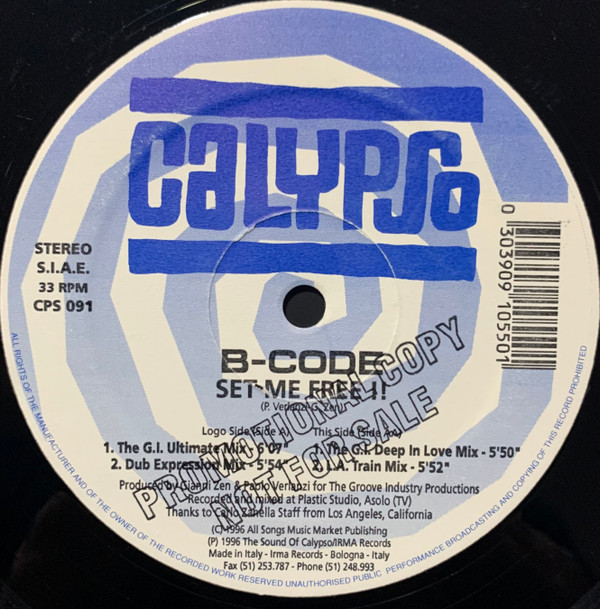 CALYPSO
STEREO
S.I.A.E.
33 RPM
CPS 091
0 303909 105501
B-CODE
SET ME FREE !!
(P. Verlanzi-G. Zen)
Logo Side (Side A)
1. The G.I. Ultimate Mix - 6'07"
2. Dub Expression Mix - 5'54"
This Side (Side AA)
1. The G.I. Deep In Love Mix - 5'50"
2. L.A. Train Mix - 5'52"
Produced by Gianni Zen & Pablo Verlanzi for The Groove Industry Productions
Recorded and mixed at Plastic Studio, Asolo (TV)
Thanks to Carlo Zanella Staff from Los Angeles, California
(C) 1996 All Songs Music Market Publishing
(P) 1996 The Sound Of Calypso/IRMA Records
Made in Italy - Irma Records - Bologna - Italy
Fax (51) 253.787 - Phone (51) 248.993
PROMOTIONAL COPY
NOT FOR SALE
ALL RIGHTS OF THE MANUFACTURER AND OF THE OWNER OF THE RECORDED WORK RESERVED UNAUTHORISED PUBLIC PERFORMANCE BROADCASTING AND COPYING OF THIS RECORD PROHIBITED